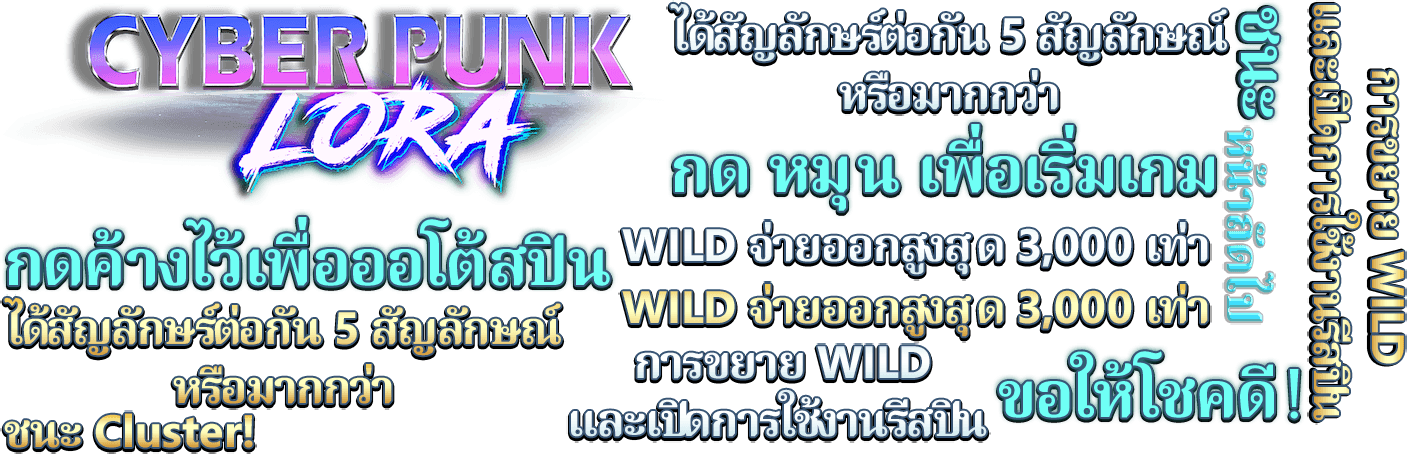 CYBER PUNK
LORA
กดค้างไว้เพื่อออโต้สปิน
ได้สัญลักษร์ต่อกัน 5 สัญลักษณ์
หรือมากกว่า
ชนะ Cluster!
ได้สัญลักษร์ต่อกัน 5 สัญลักษณ์
หรือมากกว่า
กด หมุน เพื่อเริ่มเกม
WILD จ่ายออกสูงสุด 3,000 เท่า
WILD จ่ายออกสูงสุด 3,000 เท่า
การขยาย WILD
และเปิดการใช้งานรีสปิน
ขอให้โชคดี!
ชนะ
หน้าถัดไป
การขยาย WILD
และเปิดการใช้งานรีสปิน